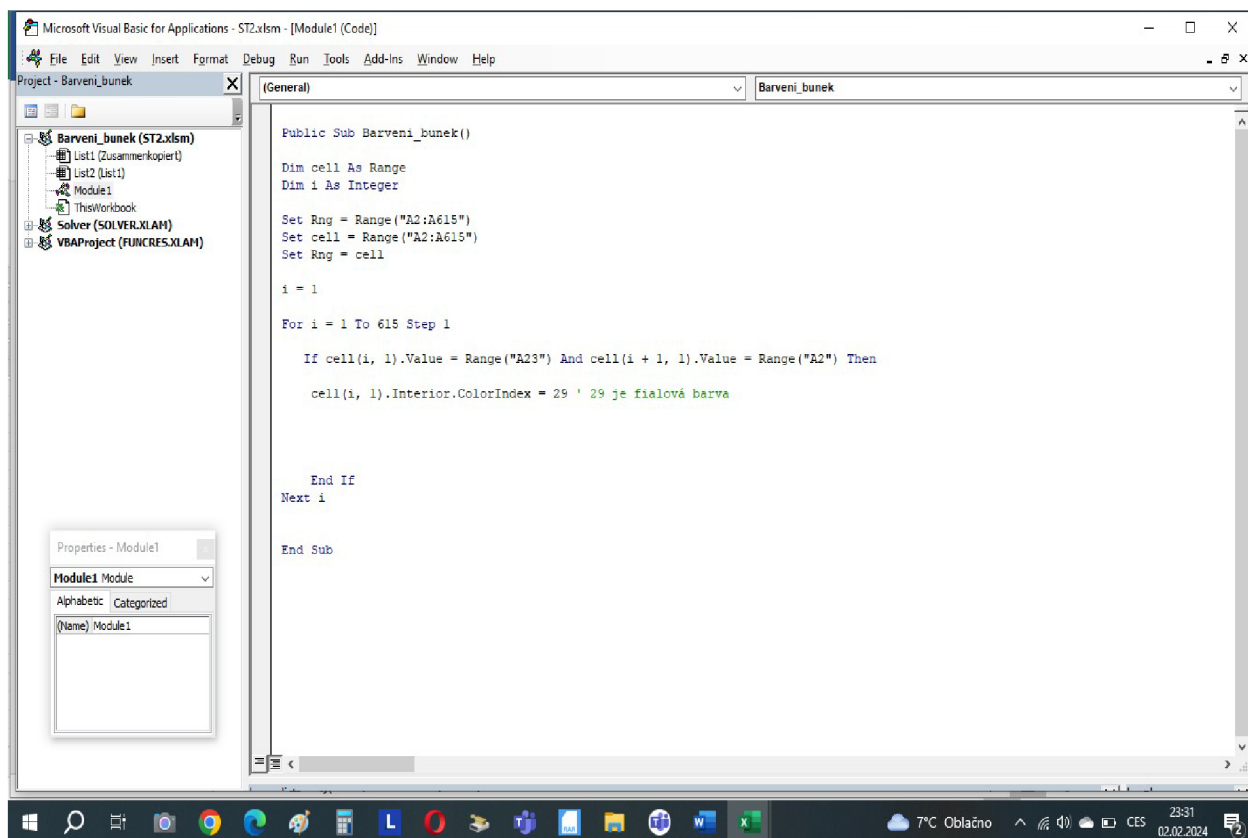 Microsoft Visual Basic for Applications - ST2.xlsm - [Module1 (Code)]
File Edit View Insert Format Debug Run Tools Add-Ins Window Help
Project - Barveni_bunek
(General)
Barveni_bunek
Barveni_bunek (ST2.xlsm)
List1 (Zusammenkopiert)
List2 (List1)
Module1
ThisWorkbook
Solver (SOLVER.XLAM)
VBAProject (FUNCRES.XLAM)
Public Sub Barveni_bunek()
Dim cell As Range
Dim i As Integer
Set Rng = Range("A2:A615")
Set cell = Range("A2:A615")
Set Rng = cell
i = 1
For i = 1 To 615 Step 1
If cell(i, 1).Value = Range("A23") And cell(i + 1, 1).Value = Range("A2") Then
cell(i, 1).Interior.ColorIndex = 29 ' 29 je fialová barva
End If
Next i
End Sub
Properties - Module1
Module1 Module
Alphabetic Categorized
(Name) Module1
7°C Oblačno
CES
23:31
02.02.2024